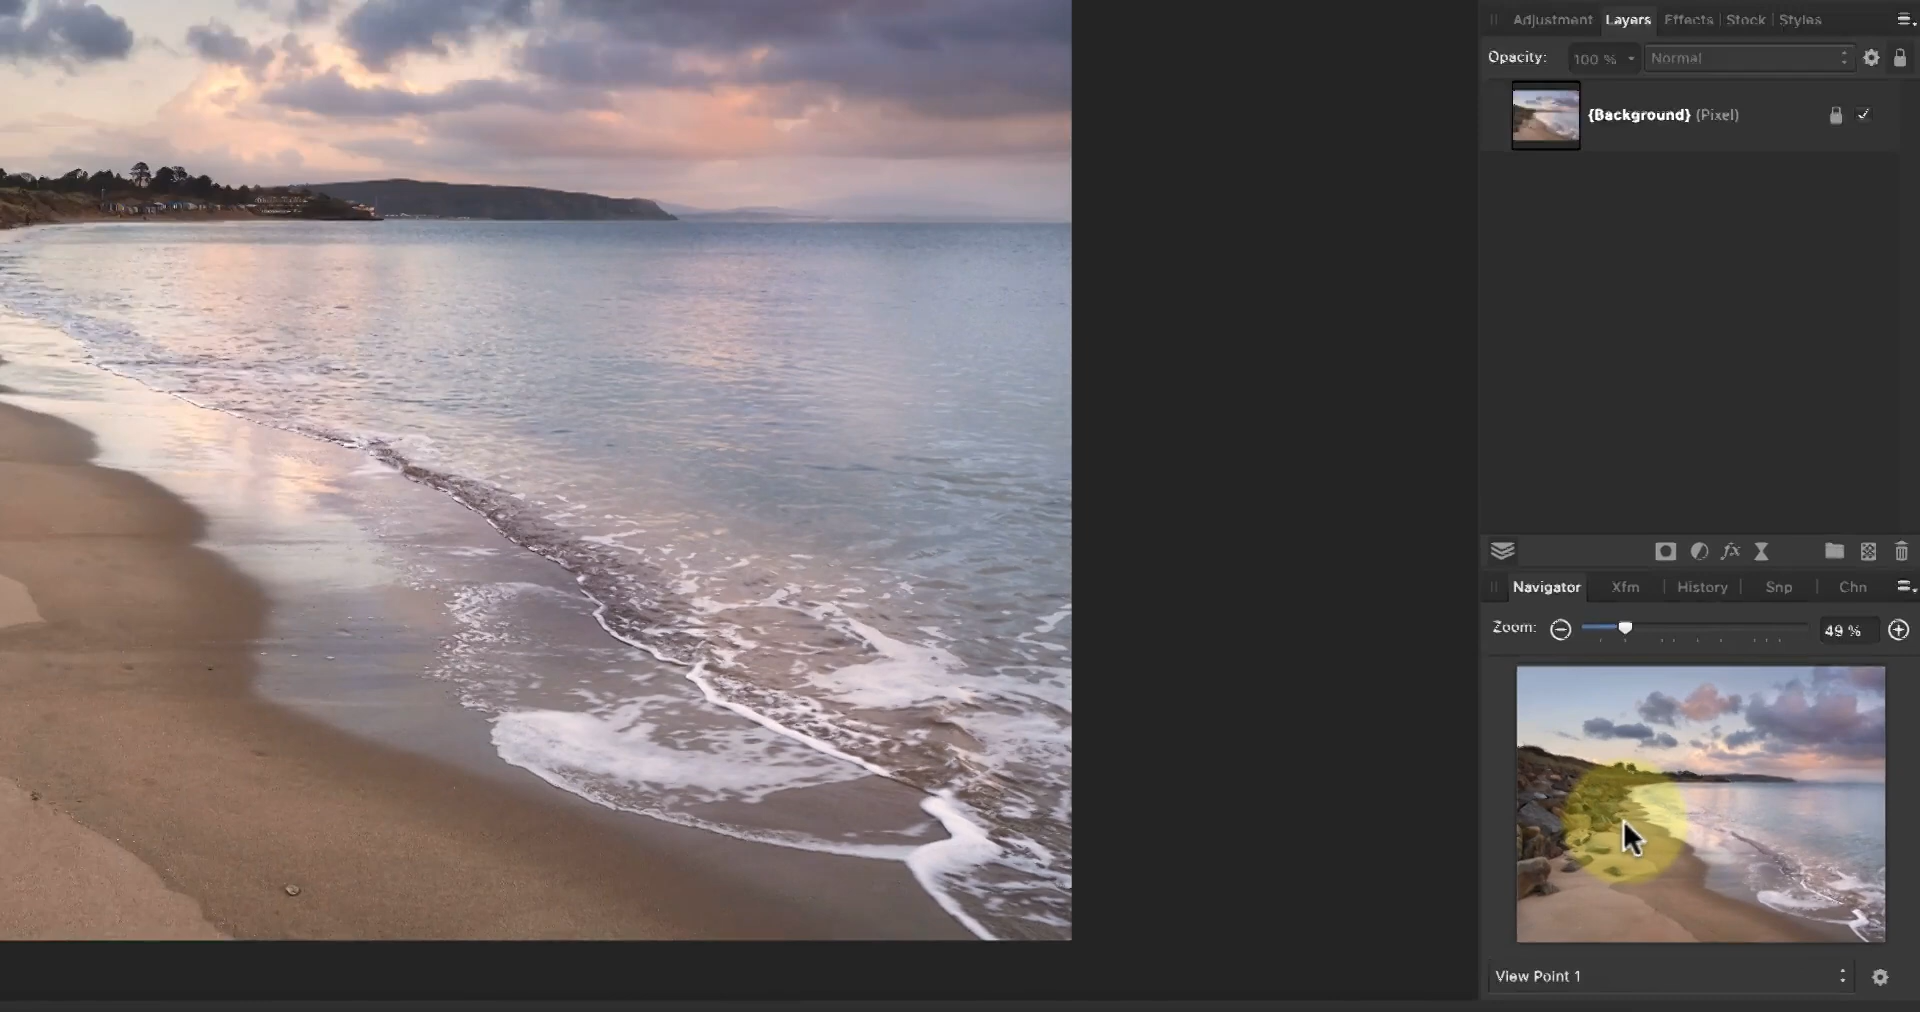 Adjustment Layers Effects Stock Styles
Opacity: 100 % Normal
{Background} (Pixel)
fx
Navigator Xfm History Snp Chn
Zoom: 49 %
View Point 1